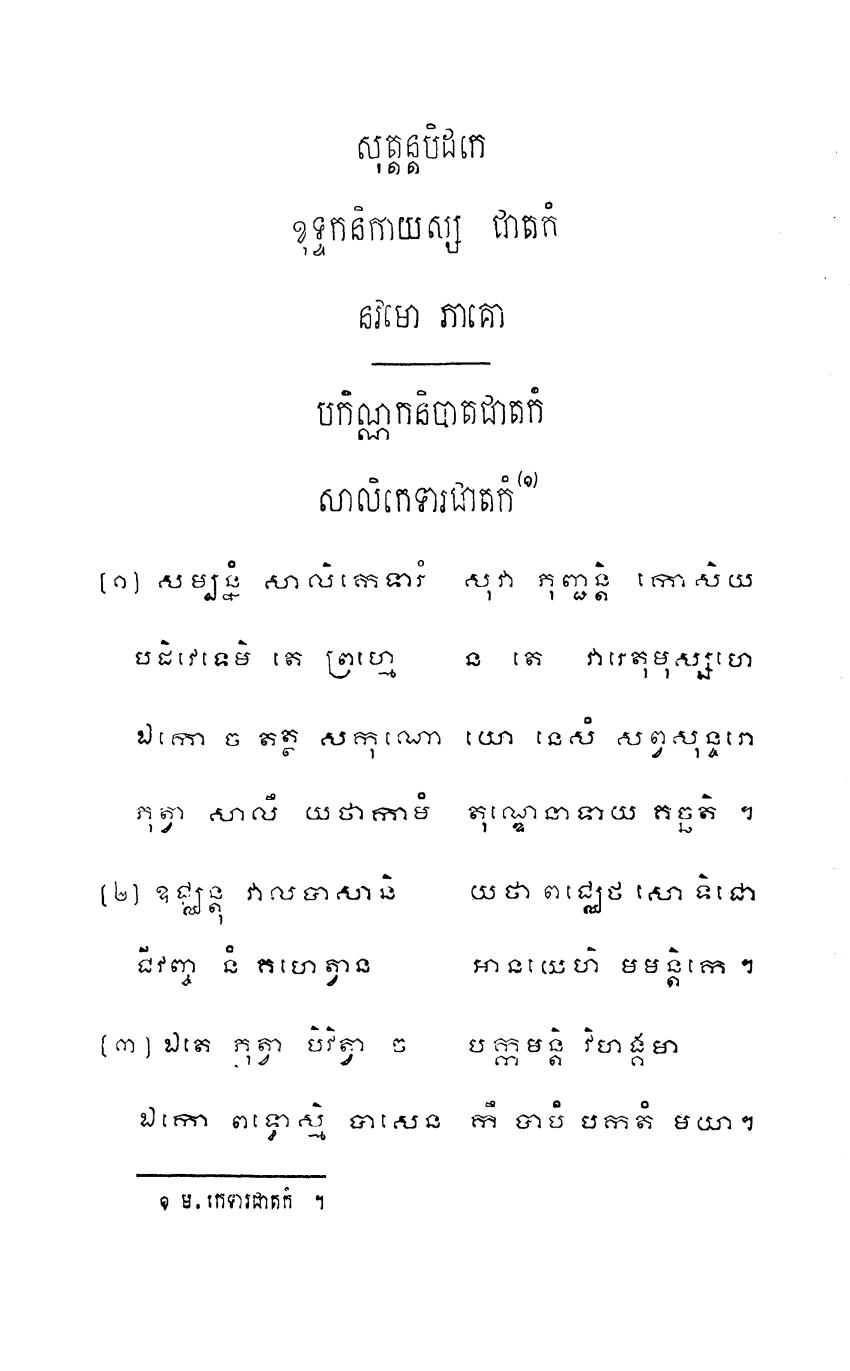 សុត្តន្តបិដកេ
ខុទ្ទកនិកាយស្ស ជាតកំ
នវមោ ភាគោ
បកិណ្ណកនិបាតជាតកំ
សាលិកេទារជាតកំ (១)
[១] សម្បន្នំ សាលិកេទារំ សុវា ភុញ្ជន្តិ កោសិយ
បដិវេទេមិ តេ ព្រហ្មេ ន តេ វារេតុមុស្សហេ
ឯកោ ច តត្ថ សកុណោ យោ នេសំ សព្វសុន្ទរោ
ភុត្វា សាលឹ យថាកាមំ តុណ្ឌេនាទាយ គច្ឆតិ ។
[២] ឧជ្ឈន្តុ វាលបាសានិ យថា ពជ្ឈេថ សោ ទិជោ
ជីវញ្ច នំ គហេត្វាន អានយេហិ មមន្តិកេ ។
[៣] ឯតេ ភុត្វា បិវិត្វា ច បក្កមន្តិ វិហង្គមា
ឯកោ ពទ្ធោស្មិ បាសេន កឹ បាបំ បកតំ មយា ។
១ ម. កេទារជាតកំ ។